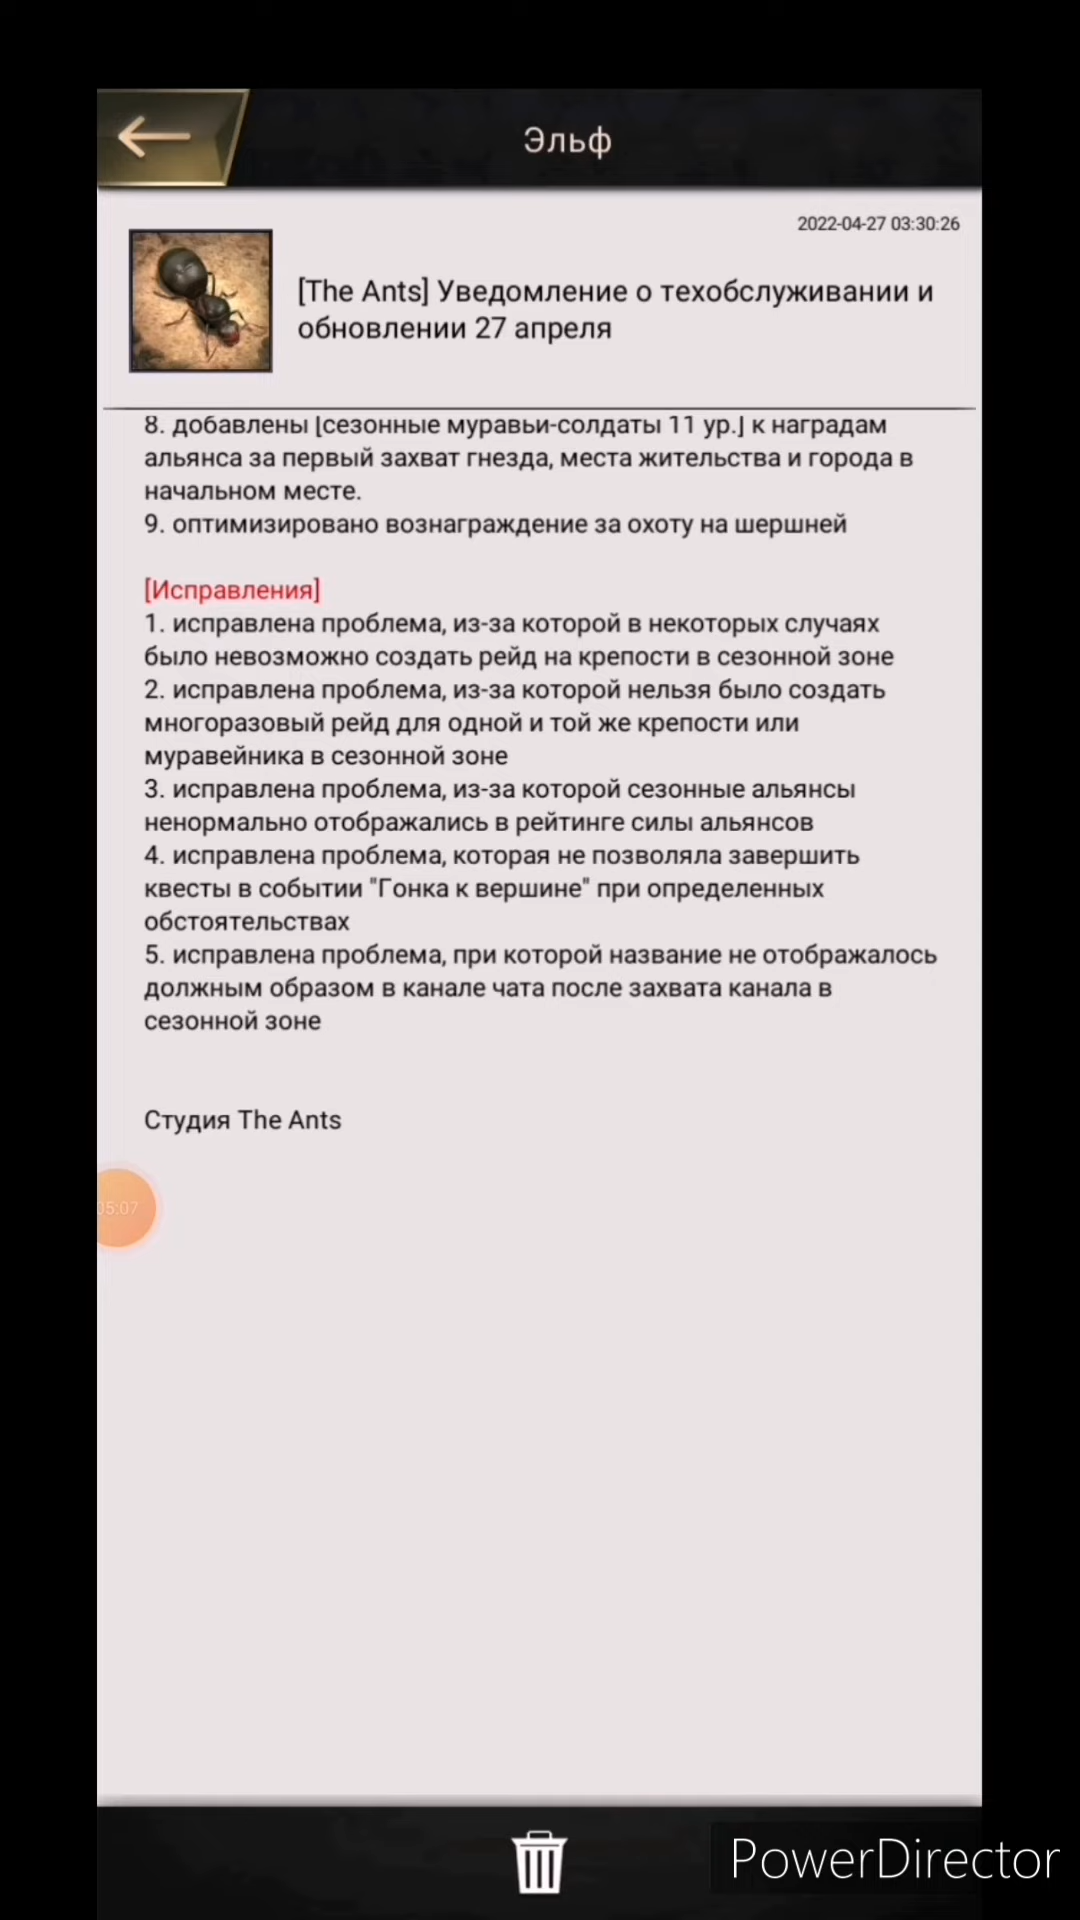 Эльф
2022-04-27 03:30:26
[The Ants] Уведомление о техобслуживании и
обновлении 27 апреля
8. добавлены [сезонные муравьи-солдаты 11 ур.] к наградам
альянса за первый захват гнезда, места жительства и города в
начальном месте.
9. оптимизировано вознаграждение за охоту на шершней
[Исправления]
1. исправлена проблема, из-за которой в некоторых случаях
было невозможно создать рейд на крепости в сезонной зоне
2. исправлена проблема, из-за которой нельзя было создать
многоразовый рейд для одной и той же крепости или
муравейника в сезонной зоне
3. исправлена проблема, из-за которой сезонные альянсы
ненормально отображались в рейтинге силы альянсов
4. исправлена проблема, которая не позволяла завершить
квесты в событии "Гонка к вершине" при определенных
обстоятельствах
5. исправлена проблема, при которой название не отображалось
должным образом в канале чата после захвата канала в
сезонной зоне
Студия The Ants
05:07
PowerDirector